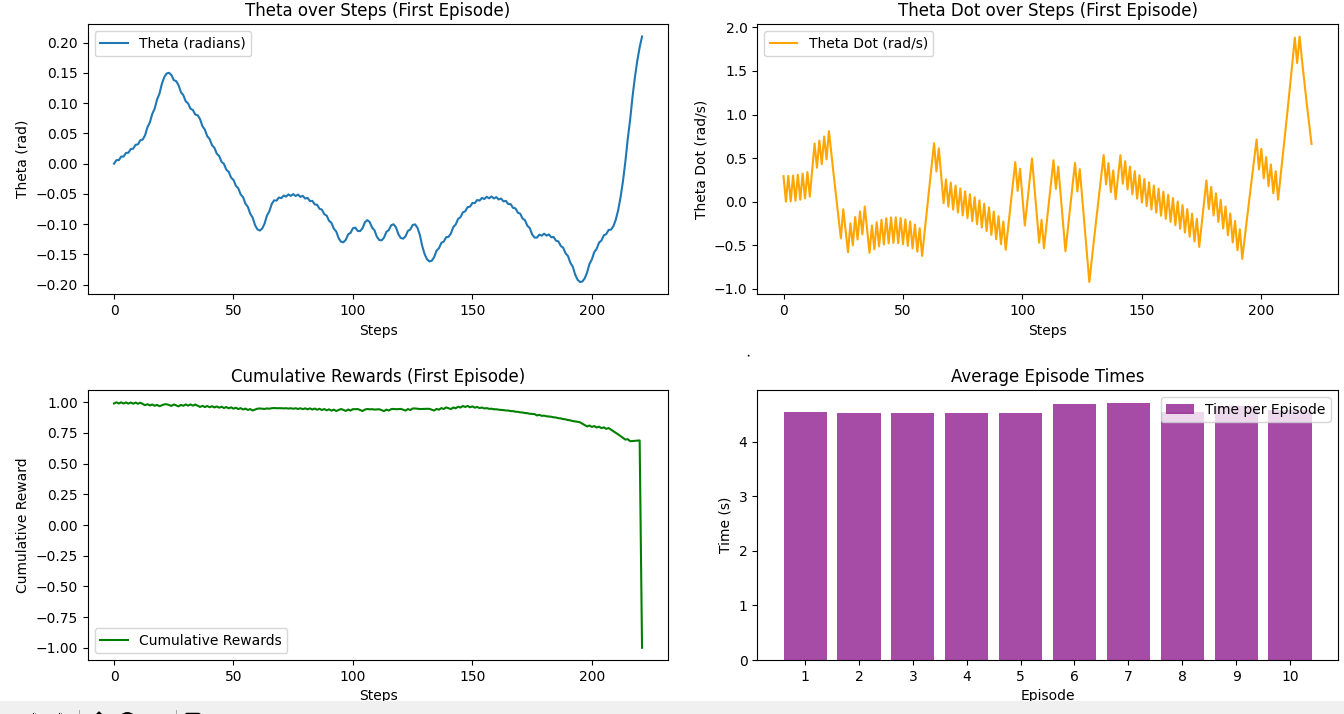 Theta over Steps (First Episode)
Theta (radians)
0.20
0.15
0.10
0.05
0.00
−0.05
−0.10
−0.15
−0.20
Theta (rad)
0 50 100 150 200
Steps
Theta Dot over Steps (First Episode)
Theta Dot (rad/s)
2.0
1.5
1.0
0.5
0.0
−0.5
−1.0
Theta Dot (rad/s)
0 50 100 150 200
Steps
Cumulative Rewards (First Episode)
1.00
0.75
0.50
0.25
0.00
−0.25
−0.50
−0.75
−1.00
Cumulative Reward
Cumulative Rewards
0 50 100 150 200
Steps
Average Episode Times
Time per Episode
4
3
2
1
0
Time (s)
1 2 3 4 5 6 7 8 9 10
Episode